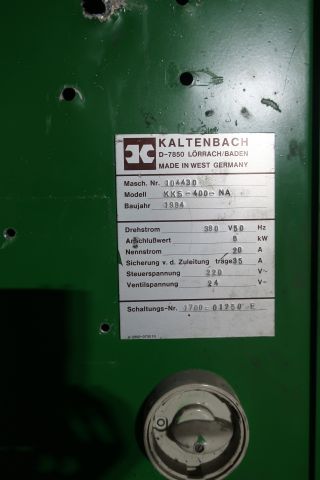 KALTENBACH
D-7850 LÖRRACH/BADEN
MADE IN WEST GERMANY
Masch. Nr. 104430
Modell KKS-400-NA
Baujahr 1984
Drehstrom 380 V 50 Hz
Anschlußwert 6 kW
Nennstrom 20 A
Sicherung v. d. Zuleitung träge 35 A
Steuerspannung 220 V~
Ventilspannung 24 V~
Schaltungs-Nr. 1700-01250-E